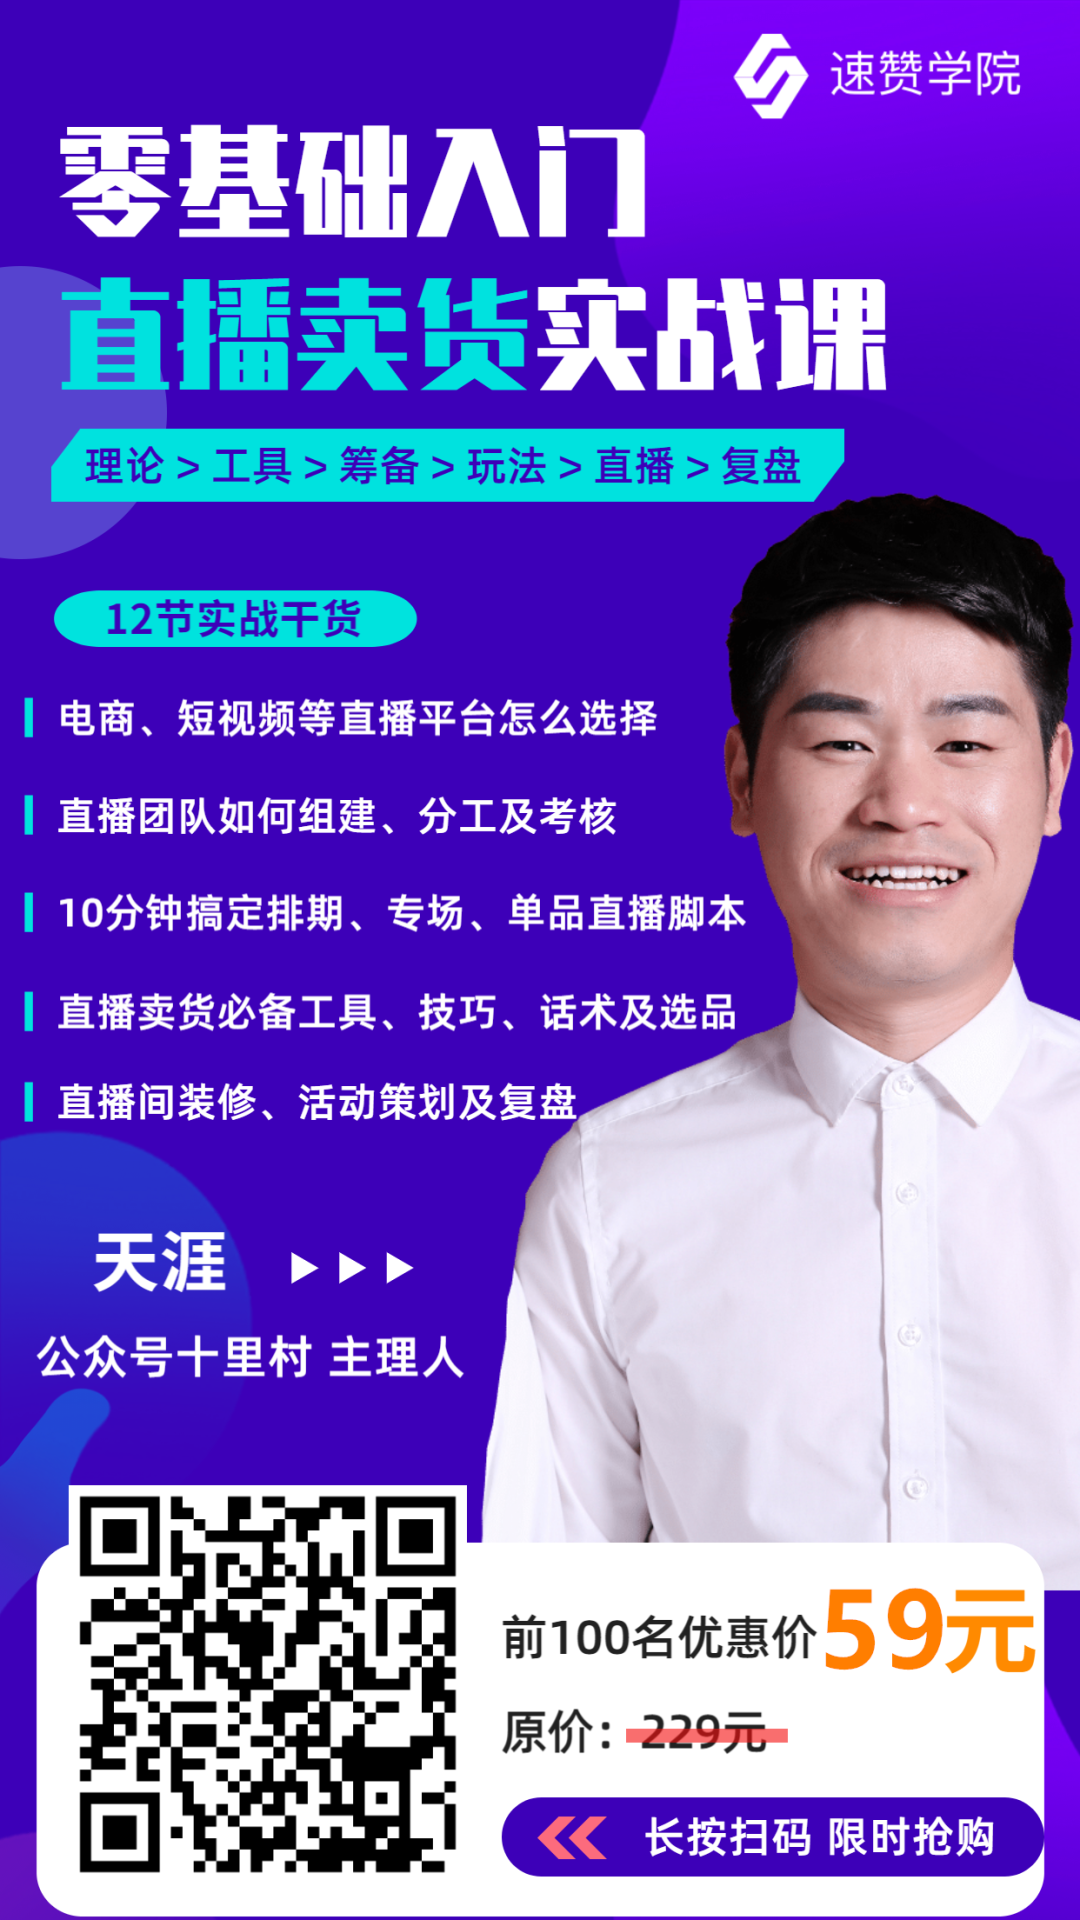 速赞学院
零基础入门
直播卖货实战课
理论 > 工具 > 筹备 > 玩法 > 直播 > 复盘
12节实战干货
电商、短视频等直播平台怎么选择
直播团队如何组建、分工及考核
10分钟搞定排期、专场、单品直播脚本
直播卖货必备工具、技巧、话术及选品
直播间装修、活动策划及复盘
天涯
公众号十里村 主理人
前100名优惠价59元
原价：229元
长按扫码 限时抢购